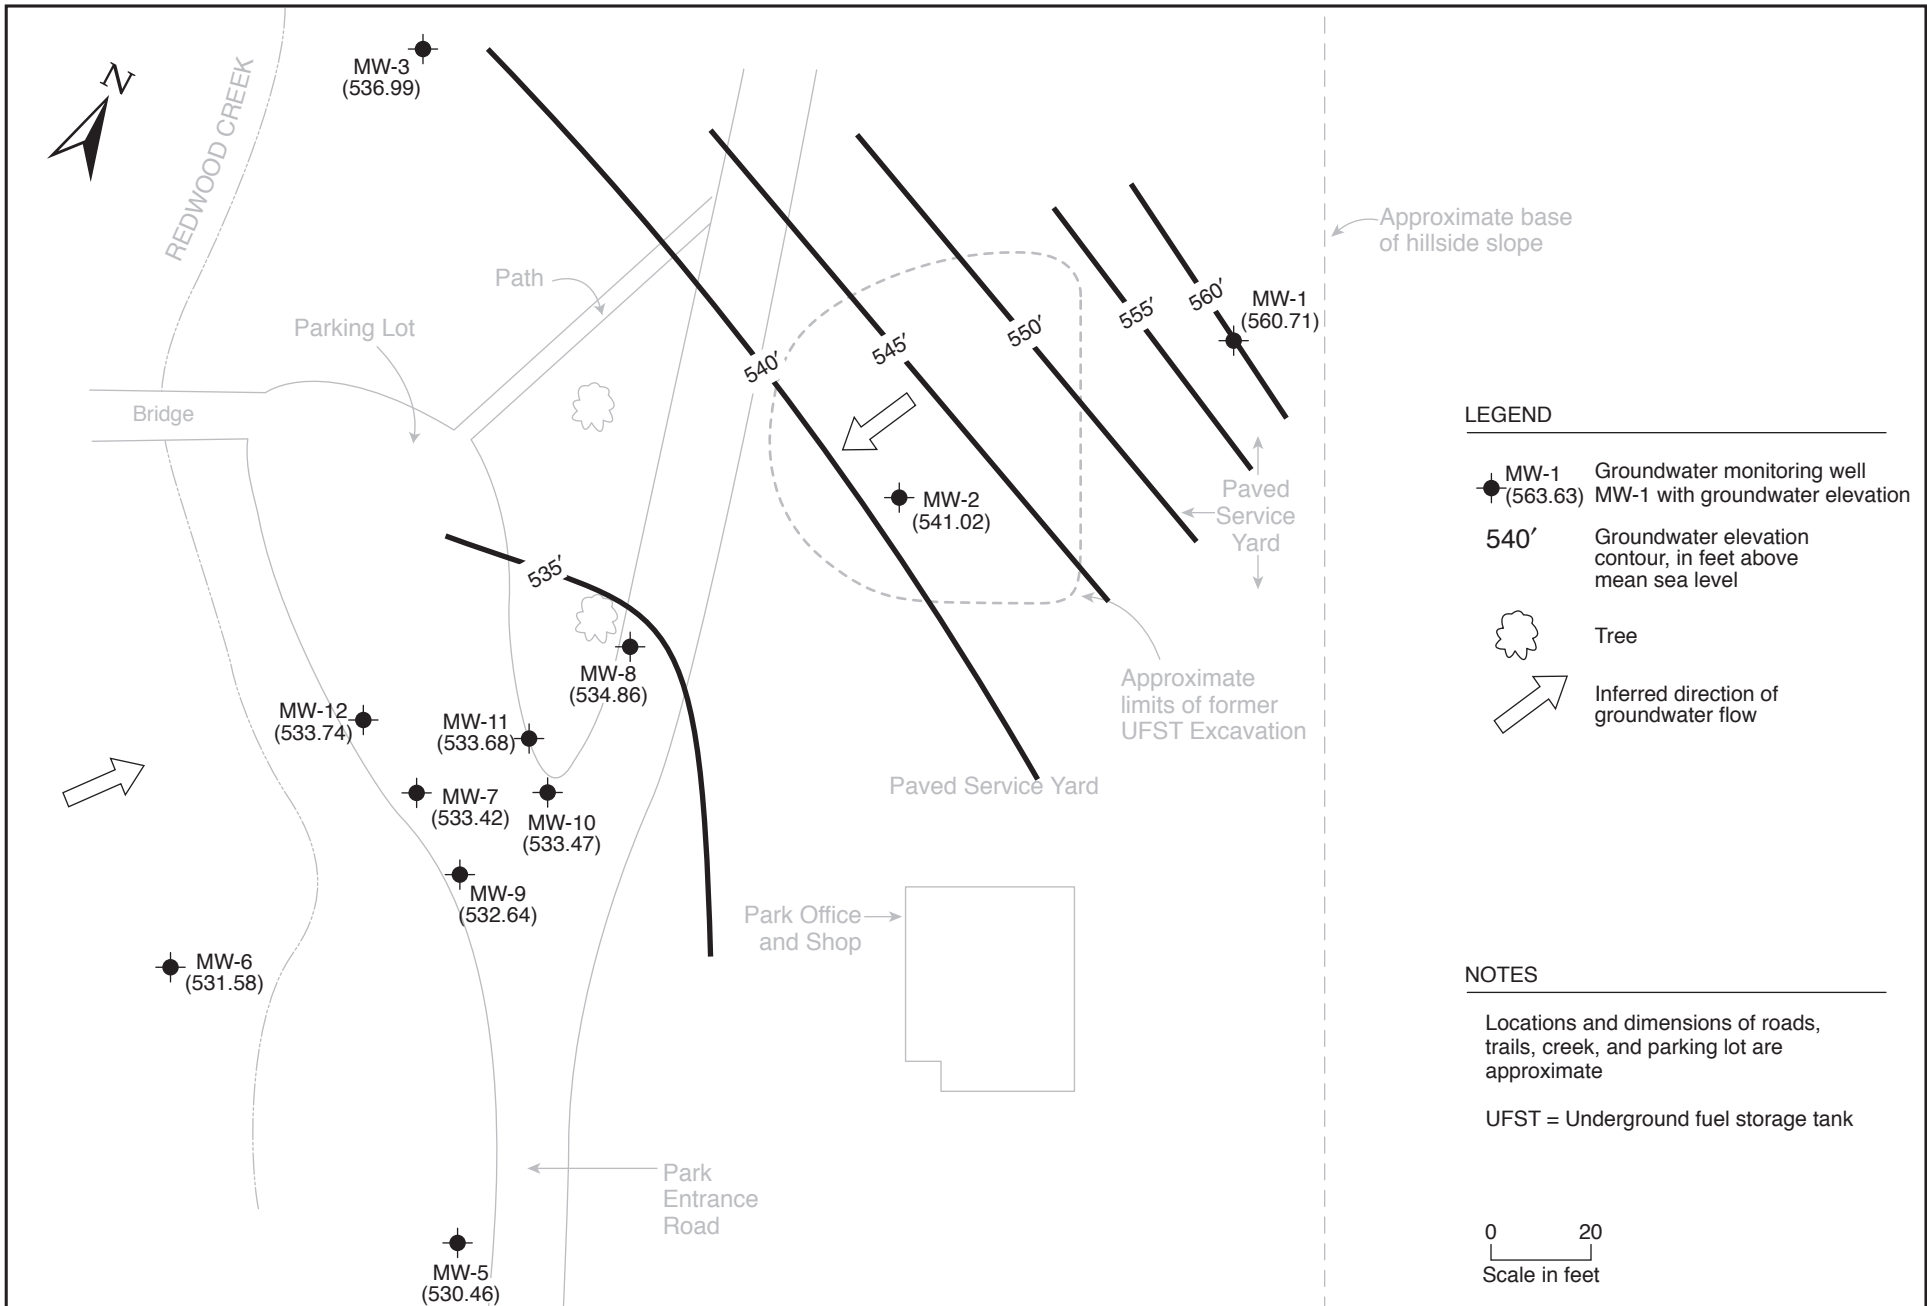 N
REDWOOD CREEK
MW-3
(536.99)
Path
Parking Lot
Bridge
540′
545′
550′
555′
560′
MW-1
(560.71)
Approximate base
of hillside slope
MW-2
(541.02)
Paved
Service
Yard
535′
MW-8
(534.86)
MW-12
(533.74)
MW-11
(533.68)
MW-7
(533.42)
MW-10
(533.47)
MW-9
(532.64)
MW-6
(531.58)
MW-5
(530.46)
Approximate
limits of former
UFST Excavation
Paved Service Yard
Park Office
and Shop
Park
Entrance
Road
LEGEND
MW-1
(563.63)
Groundwater monitoring well
MW-1 with groundwater elevation
540′
Groundwater elevation
contour, in feet above
mean sea level
Tree
Inferred direction of
groundwater flow
NOTES
Locations and dimensions of roads,
trails, creek, and parking lot are
approximate
UFST = Underground fuel storage tank
0 20
Scale in feet